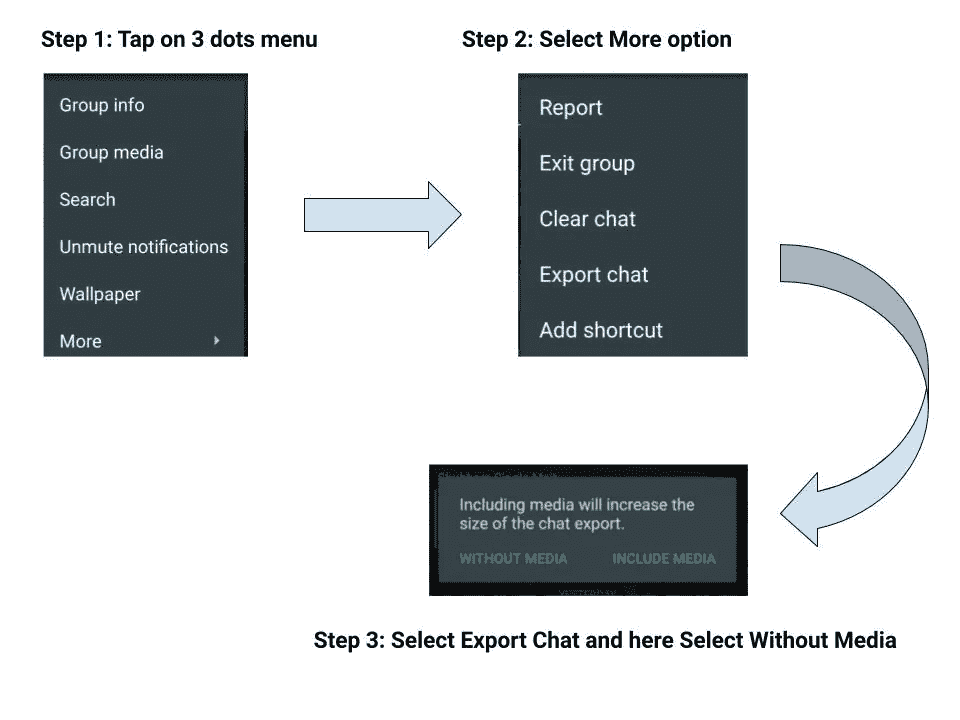 Step 1: Tap on 3 dots menu
Group info
Group media
Search
Unmute notifications
Wallpaper
More
Step 2: Select More option
Report
Exit group
Clear chat
Export chat
Add shortcut
Including media will increase the
size of the chat export.
WITHOUT MEDIA INCLUDE MEDIA
Step 3: Select Export Chat and here Select Without Media